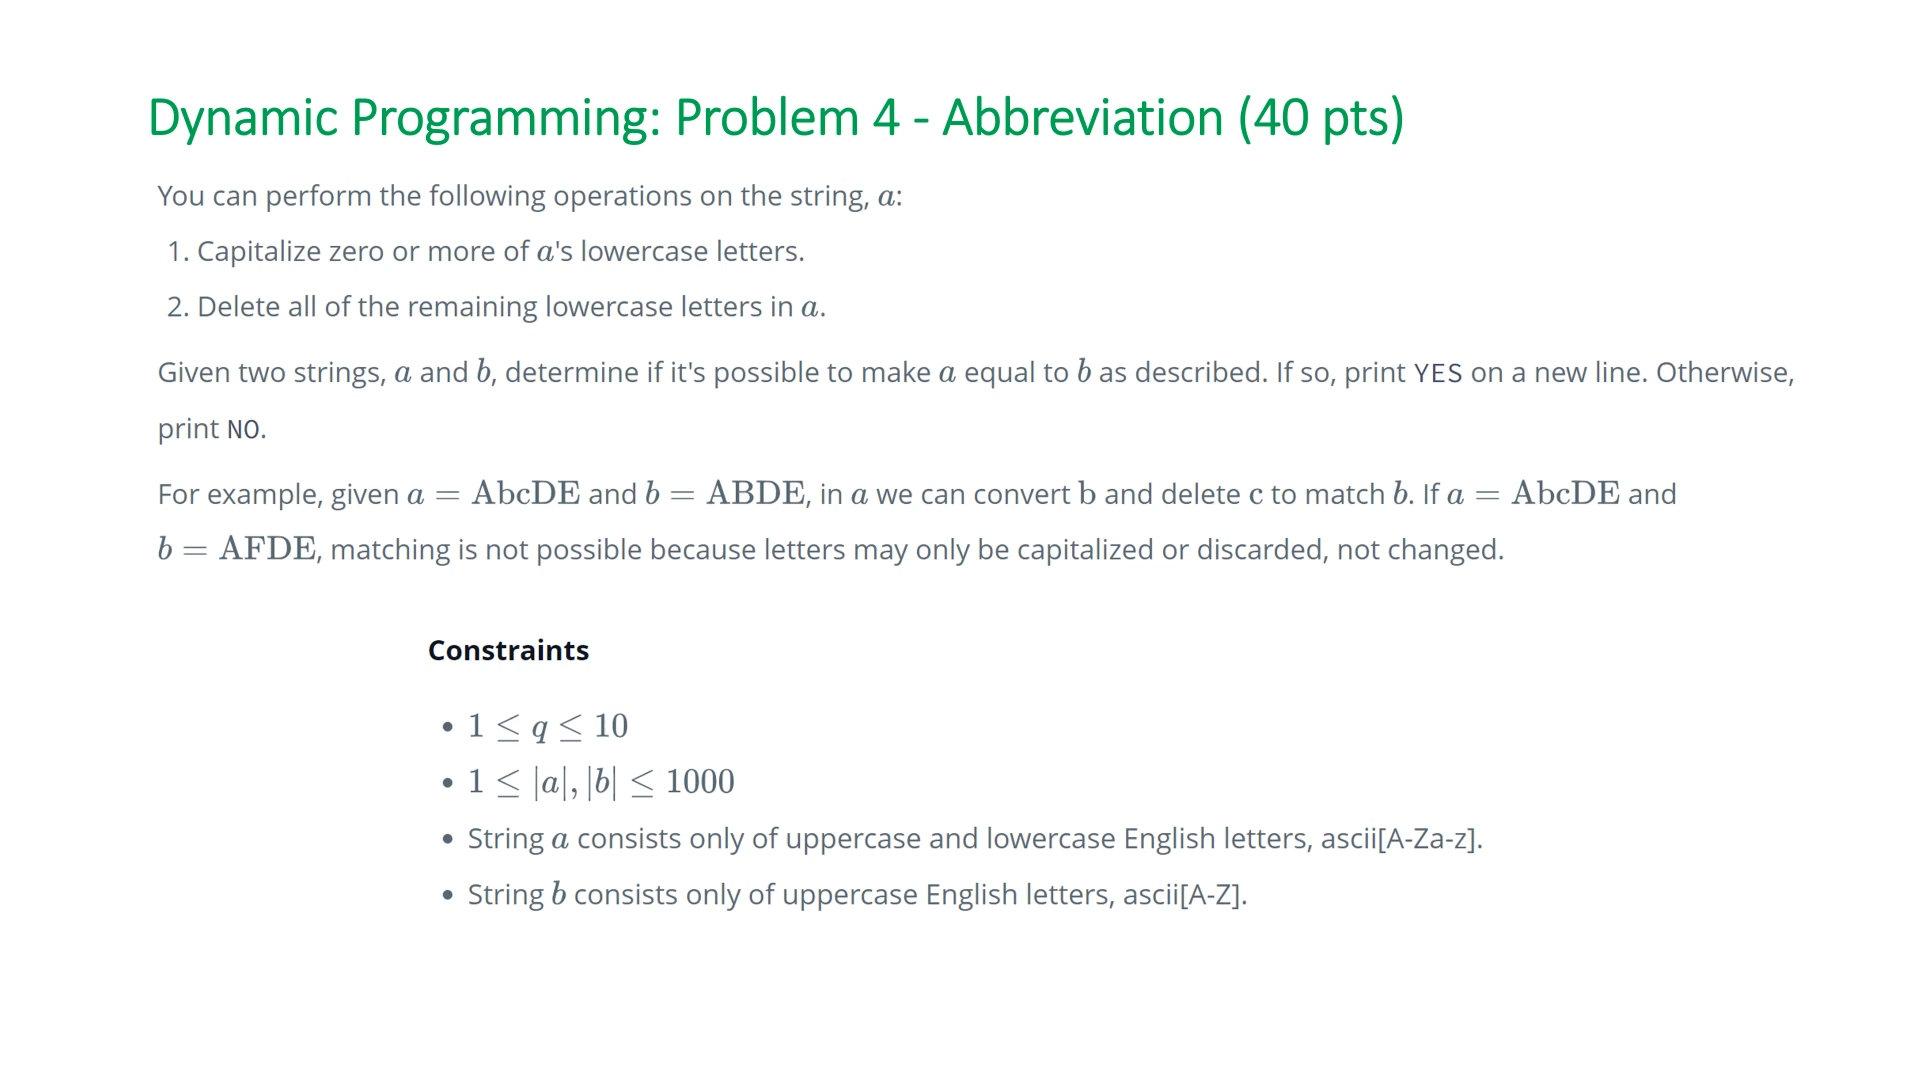 Dynamic Programming: Problem 4 - Abbreviation (40 pts)
You can perform the following operations on the string, a:
1. Capitalize zero or more of a's lowercase letters.
2. Delete all of the remaining lowercase letters in a.
Given two strings, a and b, determine if it's possible to make a equal to b as described. If so, print YES on a new line. Otherwise,
print NO.
For example, given a = AbcDE and b = ABDE, in a we can convert b and delete c to match b. If a = AbcDE and
b = AFDE, matching is not possible because letters may only be capitalized or discarded, not changed.
Constraints
• 1 ≤ q ≤ 10
• 1 ≤ |a|, |b| ≤ 1000
• String a consists only of uppercase and lowercase English letters, ascii[A-Za-z].
• String b consists only of uppercase English letters, ascii[A-Z].